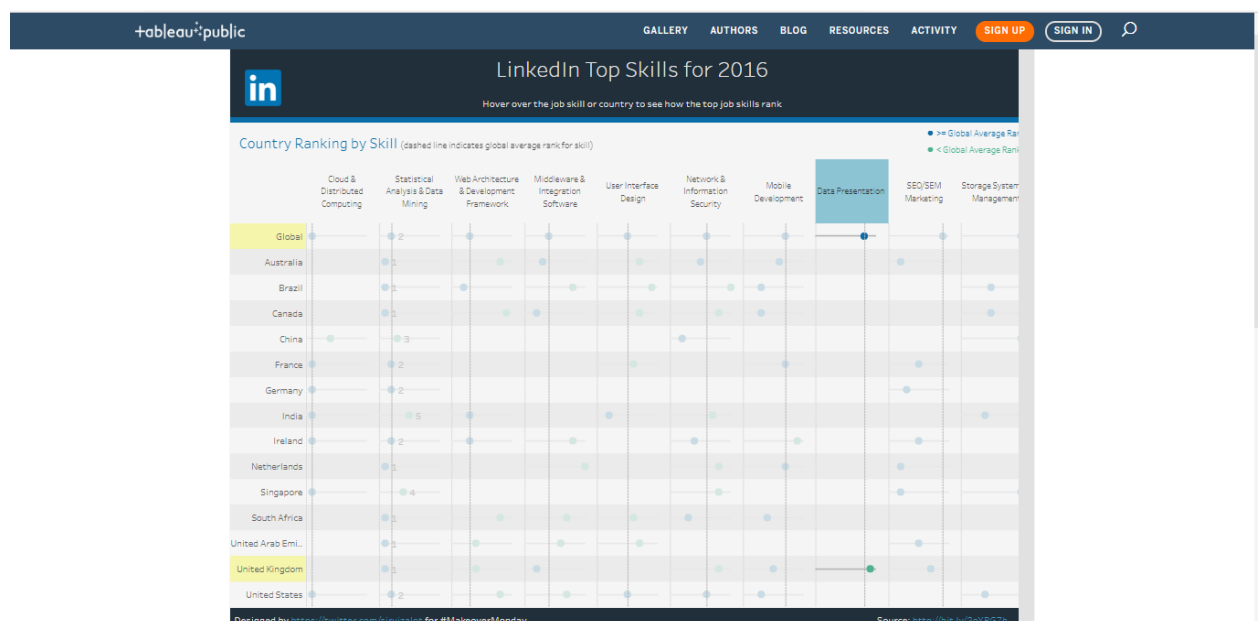 +ableau public
GALLERY AUTHORS BLOG RESOURCES ACTIVITY SIGN UP SIGN IN
in
LinkedIn Top Skills for 2016
Hover over the job skill or country to see how the top job skills rank
Country Ranking by Skill (dashed line indicates global average rank for skill)
>= Global Average Ra
< Global Average Rank
Cloud & Distributed Computing
Statistical Analysis & Data Mining
Web Architecture & Development Framework
Middleware & Integration Software
User Interface Design
Network & Information Security
Mobile Development
Data Presentation
SEO/SEM Marketing
Storage System Managemen
Global 2
Australia 1
Brazil 1
Canada 1
China 3
France 2
Germany 2
India 5
Ireland 2
Netherlands 1
Singapore 4
South Africa 1
United Arab Emi..
1
United Kingdom 1
United States 2
Designed by for #MakeoverMonday
Source: